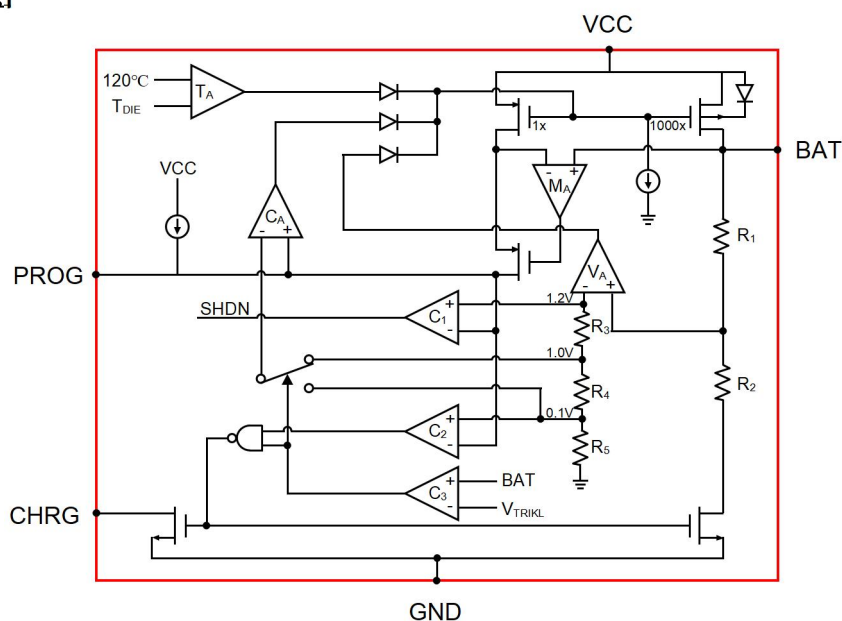 VCC
120°C
TA
TDIE
1x
1000x
BAT
VCC
MA
CA
- +
- +
R1
PROG
VA
- +
SHDN
C1
+
-
1.2V
R3
1.0V
R4
R2
0.1V
C2
+
-
R5
C3
+
-
BAT
VTRIKL
CHRG
GND